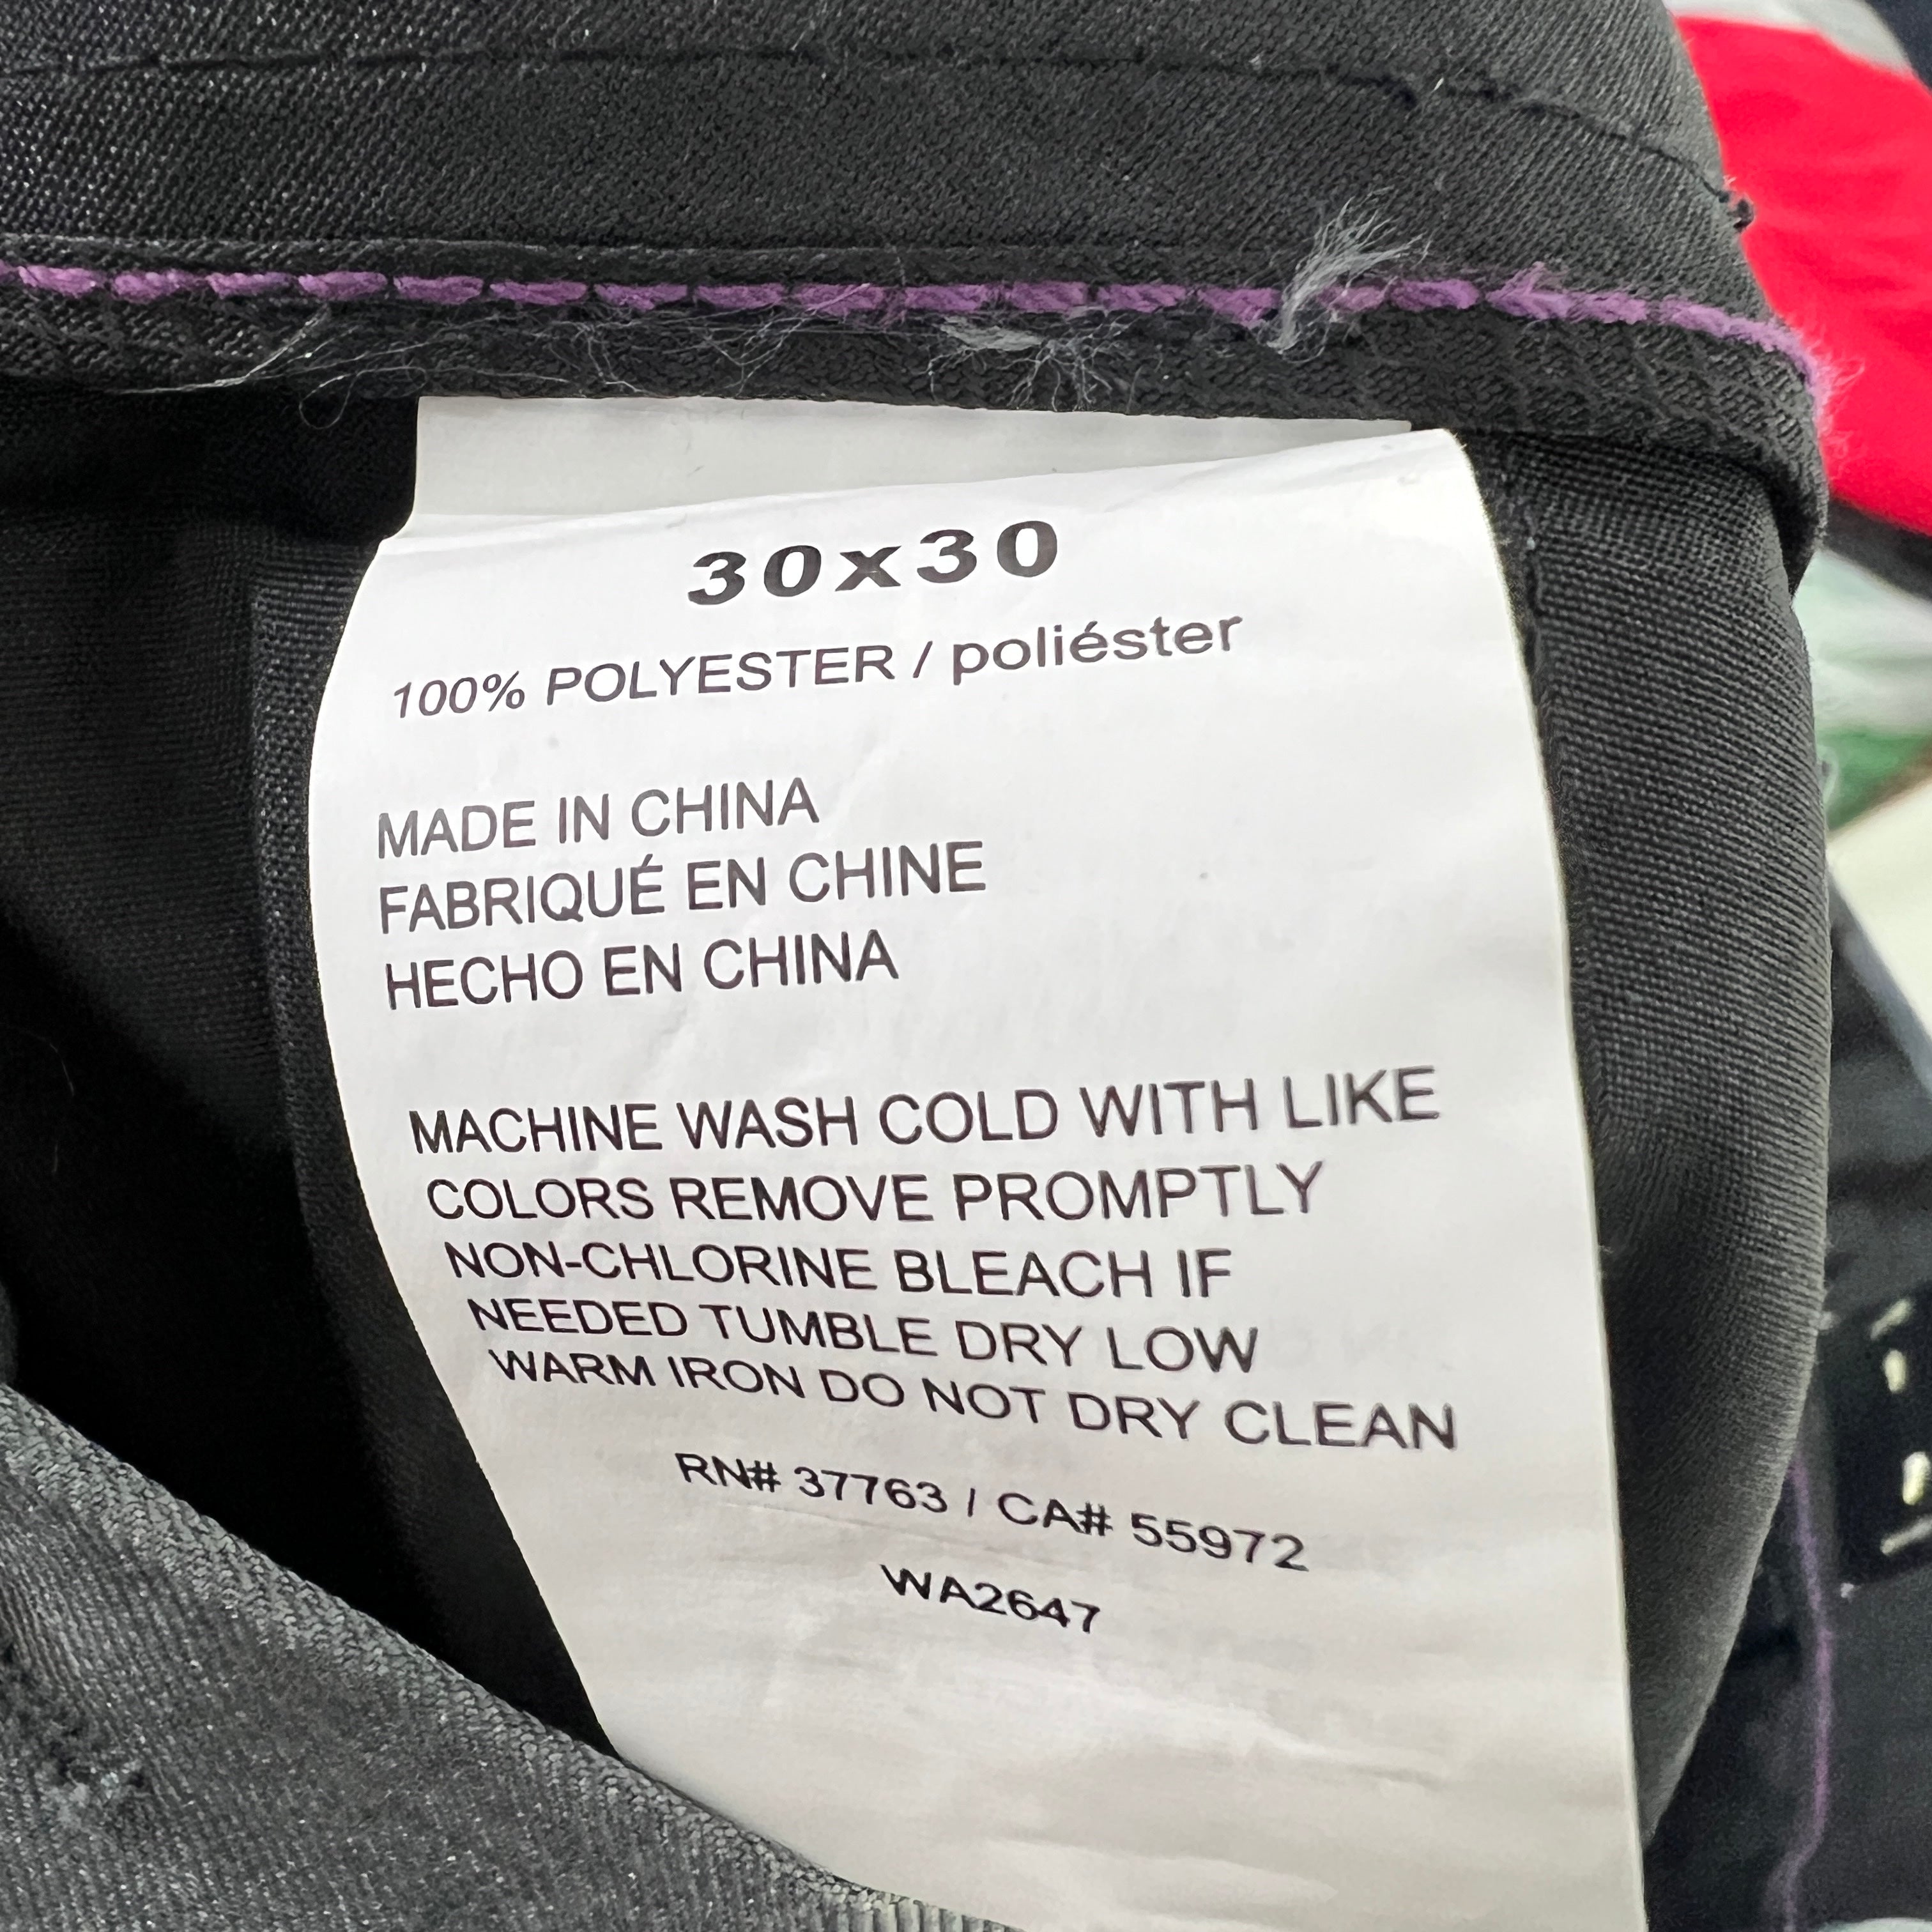 30x30
100% POLYESTER / poliéster
MADE IN CHINA
FABRIQUÉ EN CHINE
HECHO EN CHINA
MACHINE WASH COLD WITH LIKE
COLORS REMOVE PROMPTLY
NON-CHLORINE BLEACH IF
NEEDED TUMBLE DRY LOW
WARM IRON DO NOT DRY CLEAN
RN# 37763 / CA# 55972
WA2647